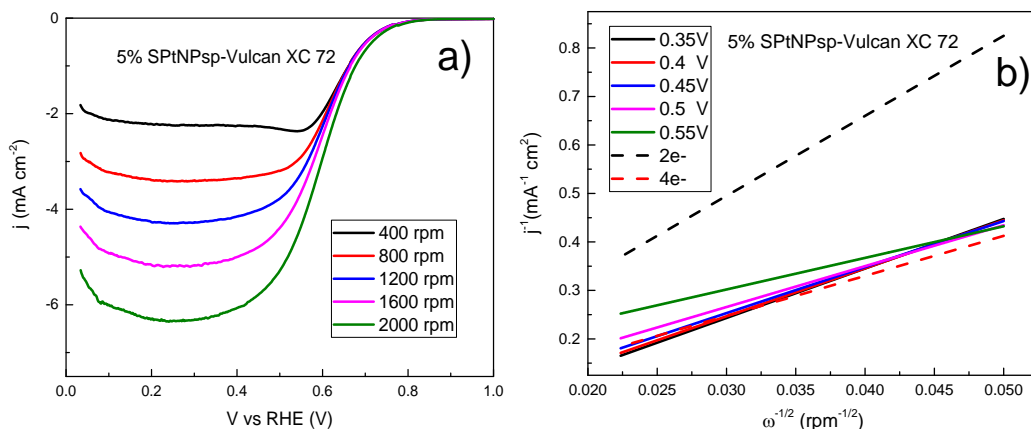 5% SPtNPsp-Vulcan XC 72
a)
0
-2
-4
-6
j (mA cm⁻²)
400 rpm
800 rpm
1200 rpm
1600 rpm
2000 rpm
0.0 0.2 0.4 0.6 0.8 1.0
V vs RHE (V)
5% SPtNPsp-Vulcan XC 72
b)
0.35V
0.4 V
0.45V
0.5 V
0.55V
2e-
4e-
0.8
0.7
0.6
0.5
0.4
0.3
0.2
j⁻¹(mA⁻¹ cm²)
0.020 0.025 0.030 0.035 0.040 0.045 0.050
ω⁻¹/² (rpm⁻¹/²)